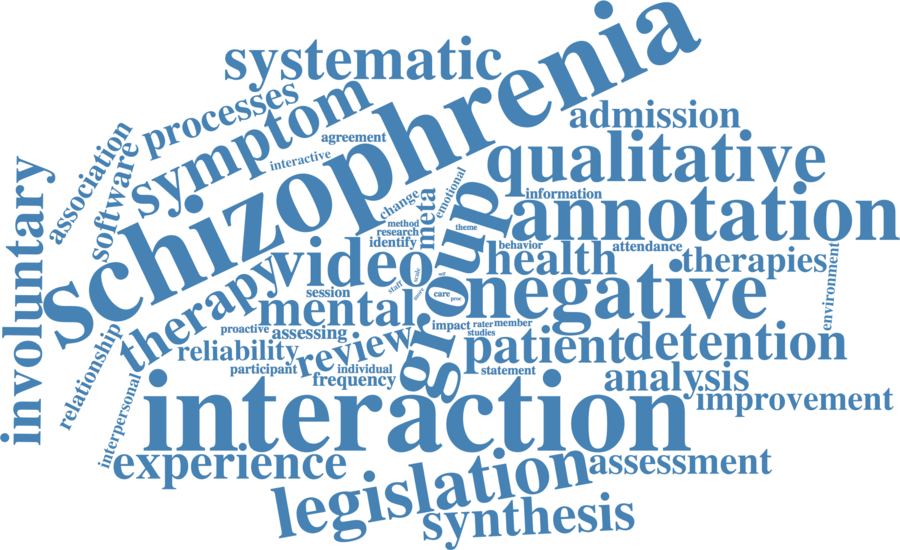 systematic
Schizophrenia
processes
symptom
admission
agreement
interactive
association
software
qualitative
involuntary
emotional
information
change
meta
annotation
method
theme
research
identify
group
behavior
attendance
video
health
therapies
environment
therapy
scale
staff
care
proc
session
negative
mental
relationship
proactive
assessing
impact
rater
member
studies
reliability
review
patient
detention
participant
individual
statement
frequency
analysis
interpersonal
interaction
improvement
experience
assessment
legislation
synthesis